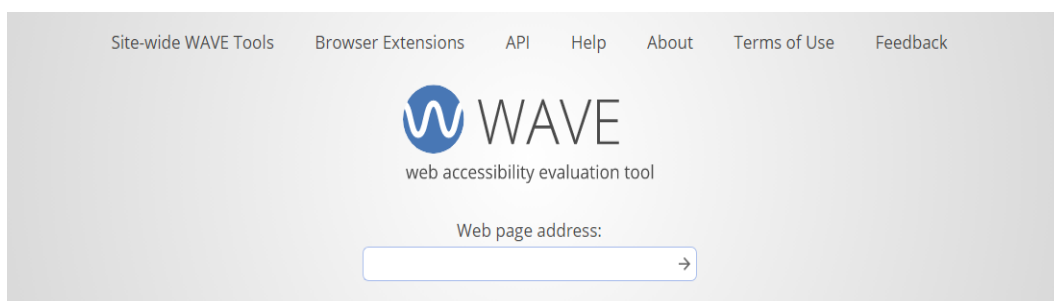 Site-wide WAVE Tools Browser Extensions API Help About Terms of Use Feedback
WAVE
web accessibility evaluation tool
Web page address: